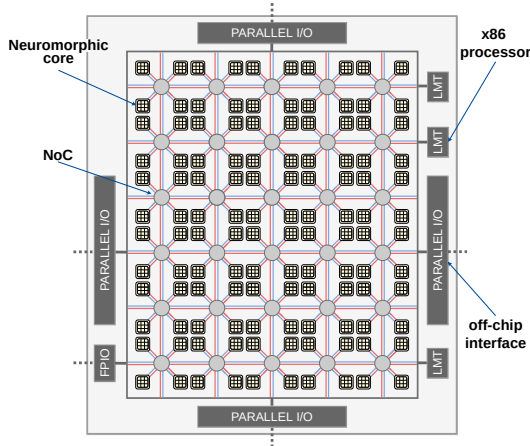 PARALLEL I/O
Neuromorphic
core
x86
processor
LMT
LMT
NoC
PARALLEL I/O
PARALLEL I/O
off-chip
interface
FPIO
LMT
PARALLEL I/O